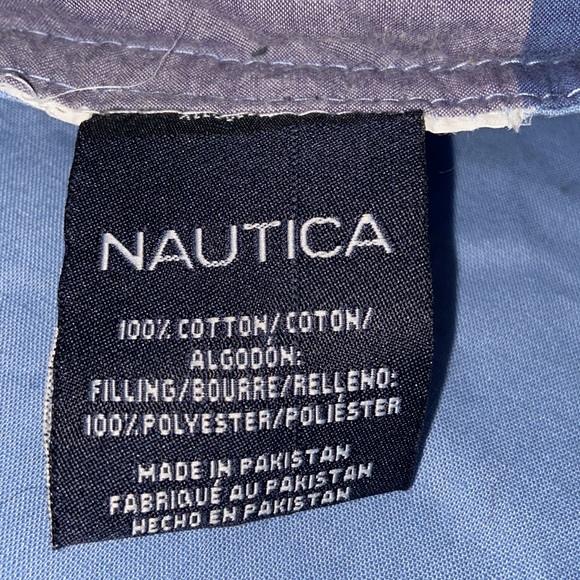 NAUTICA
100% COTTON/COTON/
ALGODÓN:
FILLING/BOURRE/RELLENO:
100% POLYESTER/POLIÉSTER
MADE IN PAKISTAN
FABRIQUÉ AU PAKISTAN
HECHO EN PAKISTAN